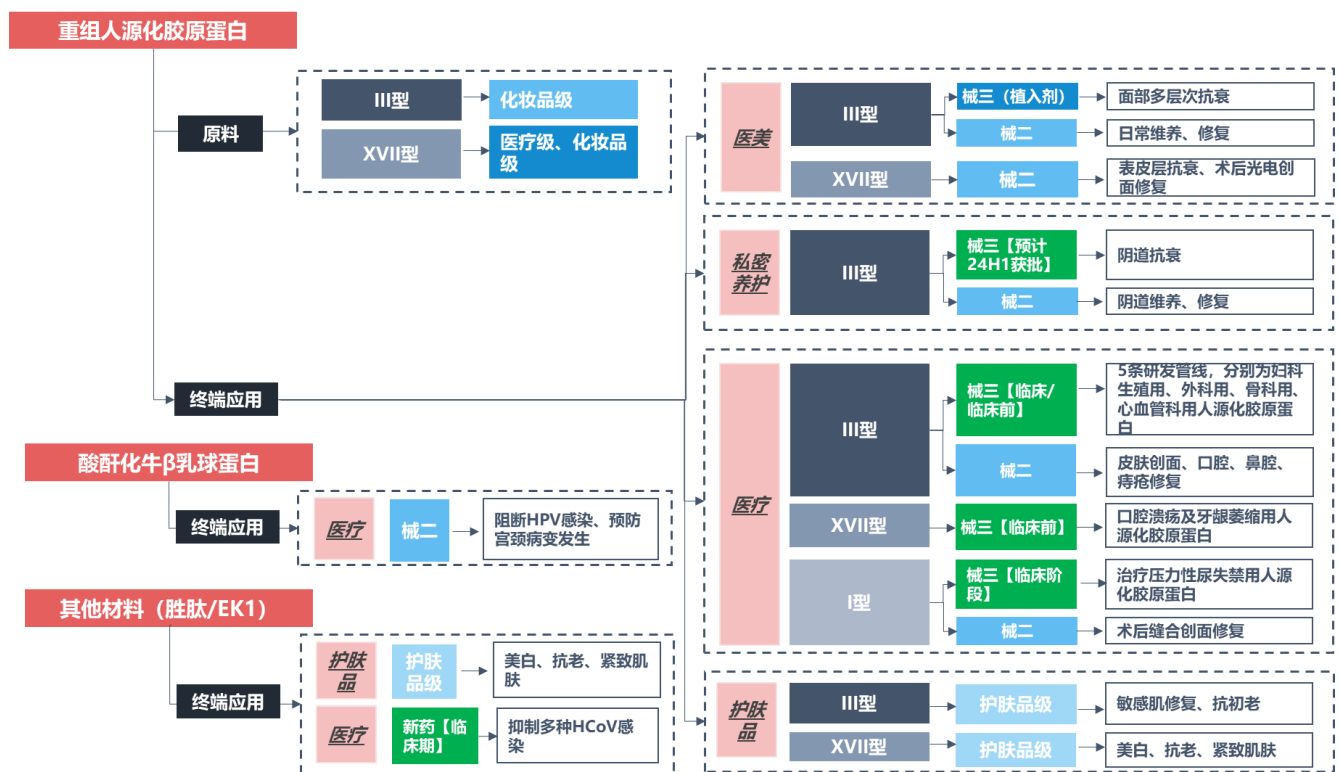 重组人源化胶原蛋白
原料
III型
化妆品级
XVII型
医疗级、化妆品
级
终端应用
医美
III型
械三（植入剂）
面部多层次抗衰
械二
日常维养、修复
XVII型
械二
表皮层抗衰、术后光电创
面修复
私密
养护
III型
械三【预计
24H1获批】
阴道抗衰
械二
阴道维养、修复
医疗
III型
械三【临床/
临床前】
5条研发管线，分别为妇科
生殖用、外科用、骨科用、
心血管科用人源化胶原蛋
白
械二
皮肤创面、口腔、鼻腔、
痔疮修复
XVII型
械三【临床前】
口腔溃疡及牙龈萎缩用人
源化胶原蛋白
I型
械三【临床阶
段】
治疗压力性尿失禁用人源
化胶原蛋白
械二
术后缝合创面修复
护肤
品
III型
护肤品级
敏感肌修复、抗初老
XVII型
护肤品级
美白、抗老、紧致肌肤
酸酐化牛β乳球蛋白
终端应用
医疗
械二
阻断HPV感染、预防
宫颈病变发生
其他材料（胜肽/EK1）
终端应用
护肤
品
护肤
品级
美白、抗老、紧致肌
肤
医疗
新药【临
床期】
抑制多种HCoV感
染